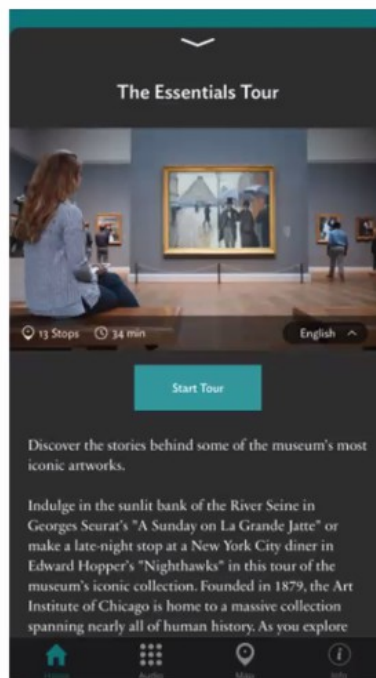 The Essentials Tour
13 Stops 34 min English
Start Tour
Discover the stories behind some of the museum's most
iconic artworks.
Indulge in the sunlit bank of the River Seine in
Georges Seurat's "A Sunday on La Grande Jatte" or
make a late-night stop at a New York City diner in
Edward Hopper's "Nighthawks" in this tour of the
museum's iconic collection. Founded in 1879, the Art
Institute of Chicago is home to a massive collection
spanning nearly all of human history. As you explore
Home Audio Map Info